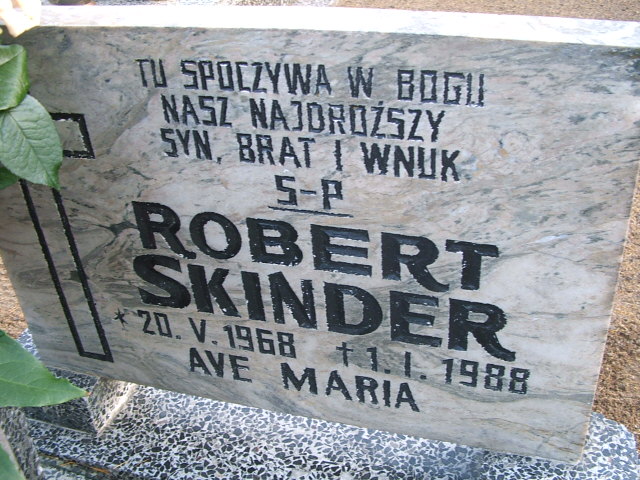 TU SPOCZYWA W BOGU
NASZ NAJDROŻSZY
SYN, BRAT I WNUK
S-P
ROBERT
SKINDER
* 20. V. 1968 † 1. I. 1988
AVE MARIA